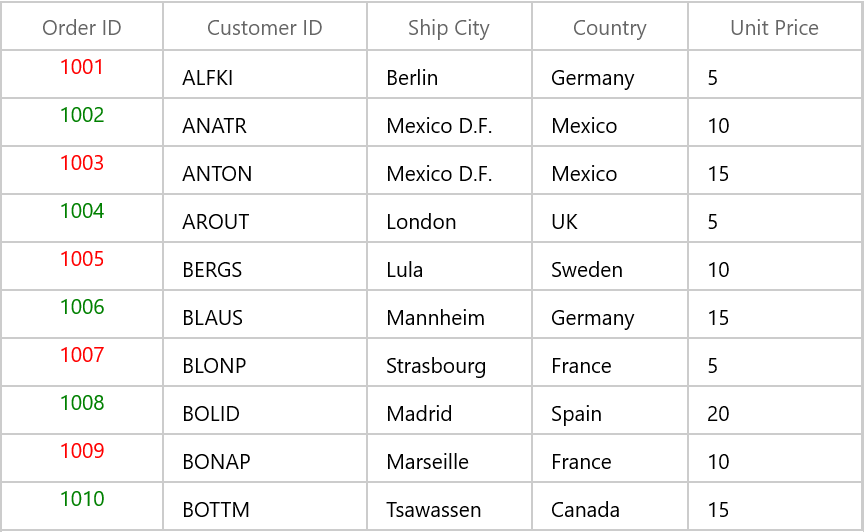 Order ID Customer ID Ship City Country Unit Price
1001 ALFKI Berlin Germany 5
1002 ANATR Mexico D.F. Mexico 10
1003 ANTON Mexico D.F. Mexico 15
1004 AROUT London UK 5
1005 BERGS Lula Sweden 10
1006 BLAUS Mannheim Germany 15
1007 BLONP Strasbourg France 5
1008 BOLID Madrid Spain 20
1009 BONAP Marseille France 10
1010 BOTTM Tsawassen Canada 15